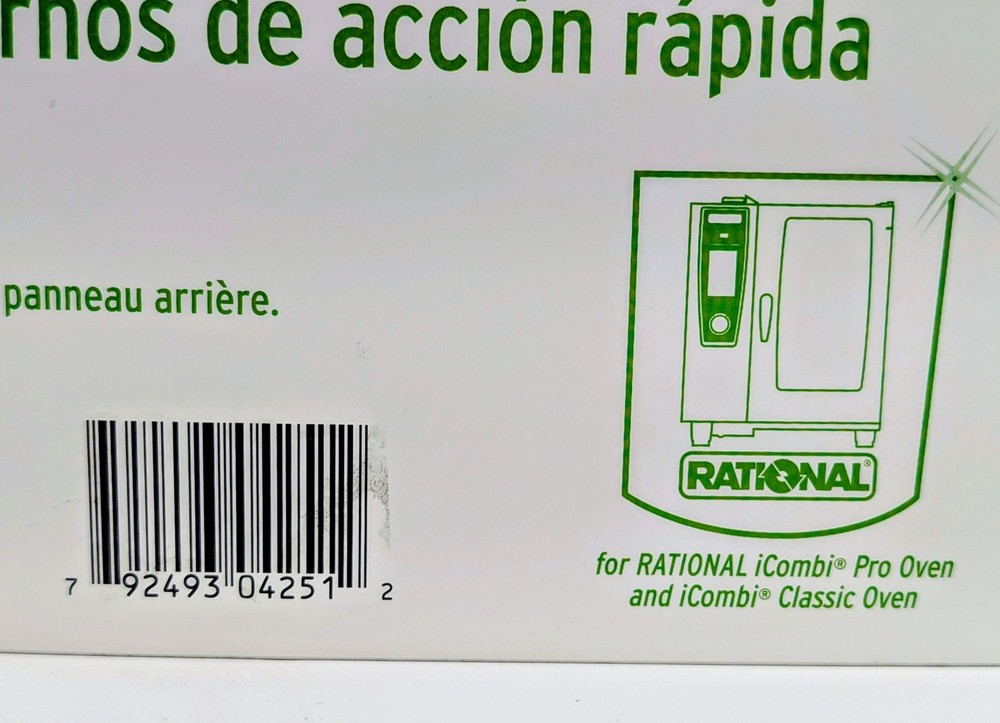 de acción rápida
panneau arrière.
RATIONAL®
for RATIONAL iCombi® Pro Oven
and iCombi® Classic Oven
7 92493 04251 2